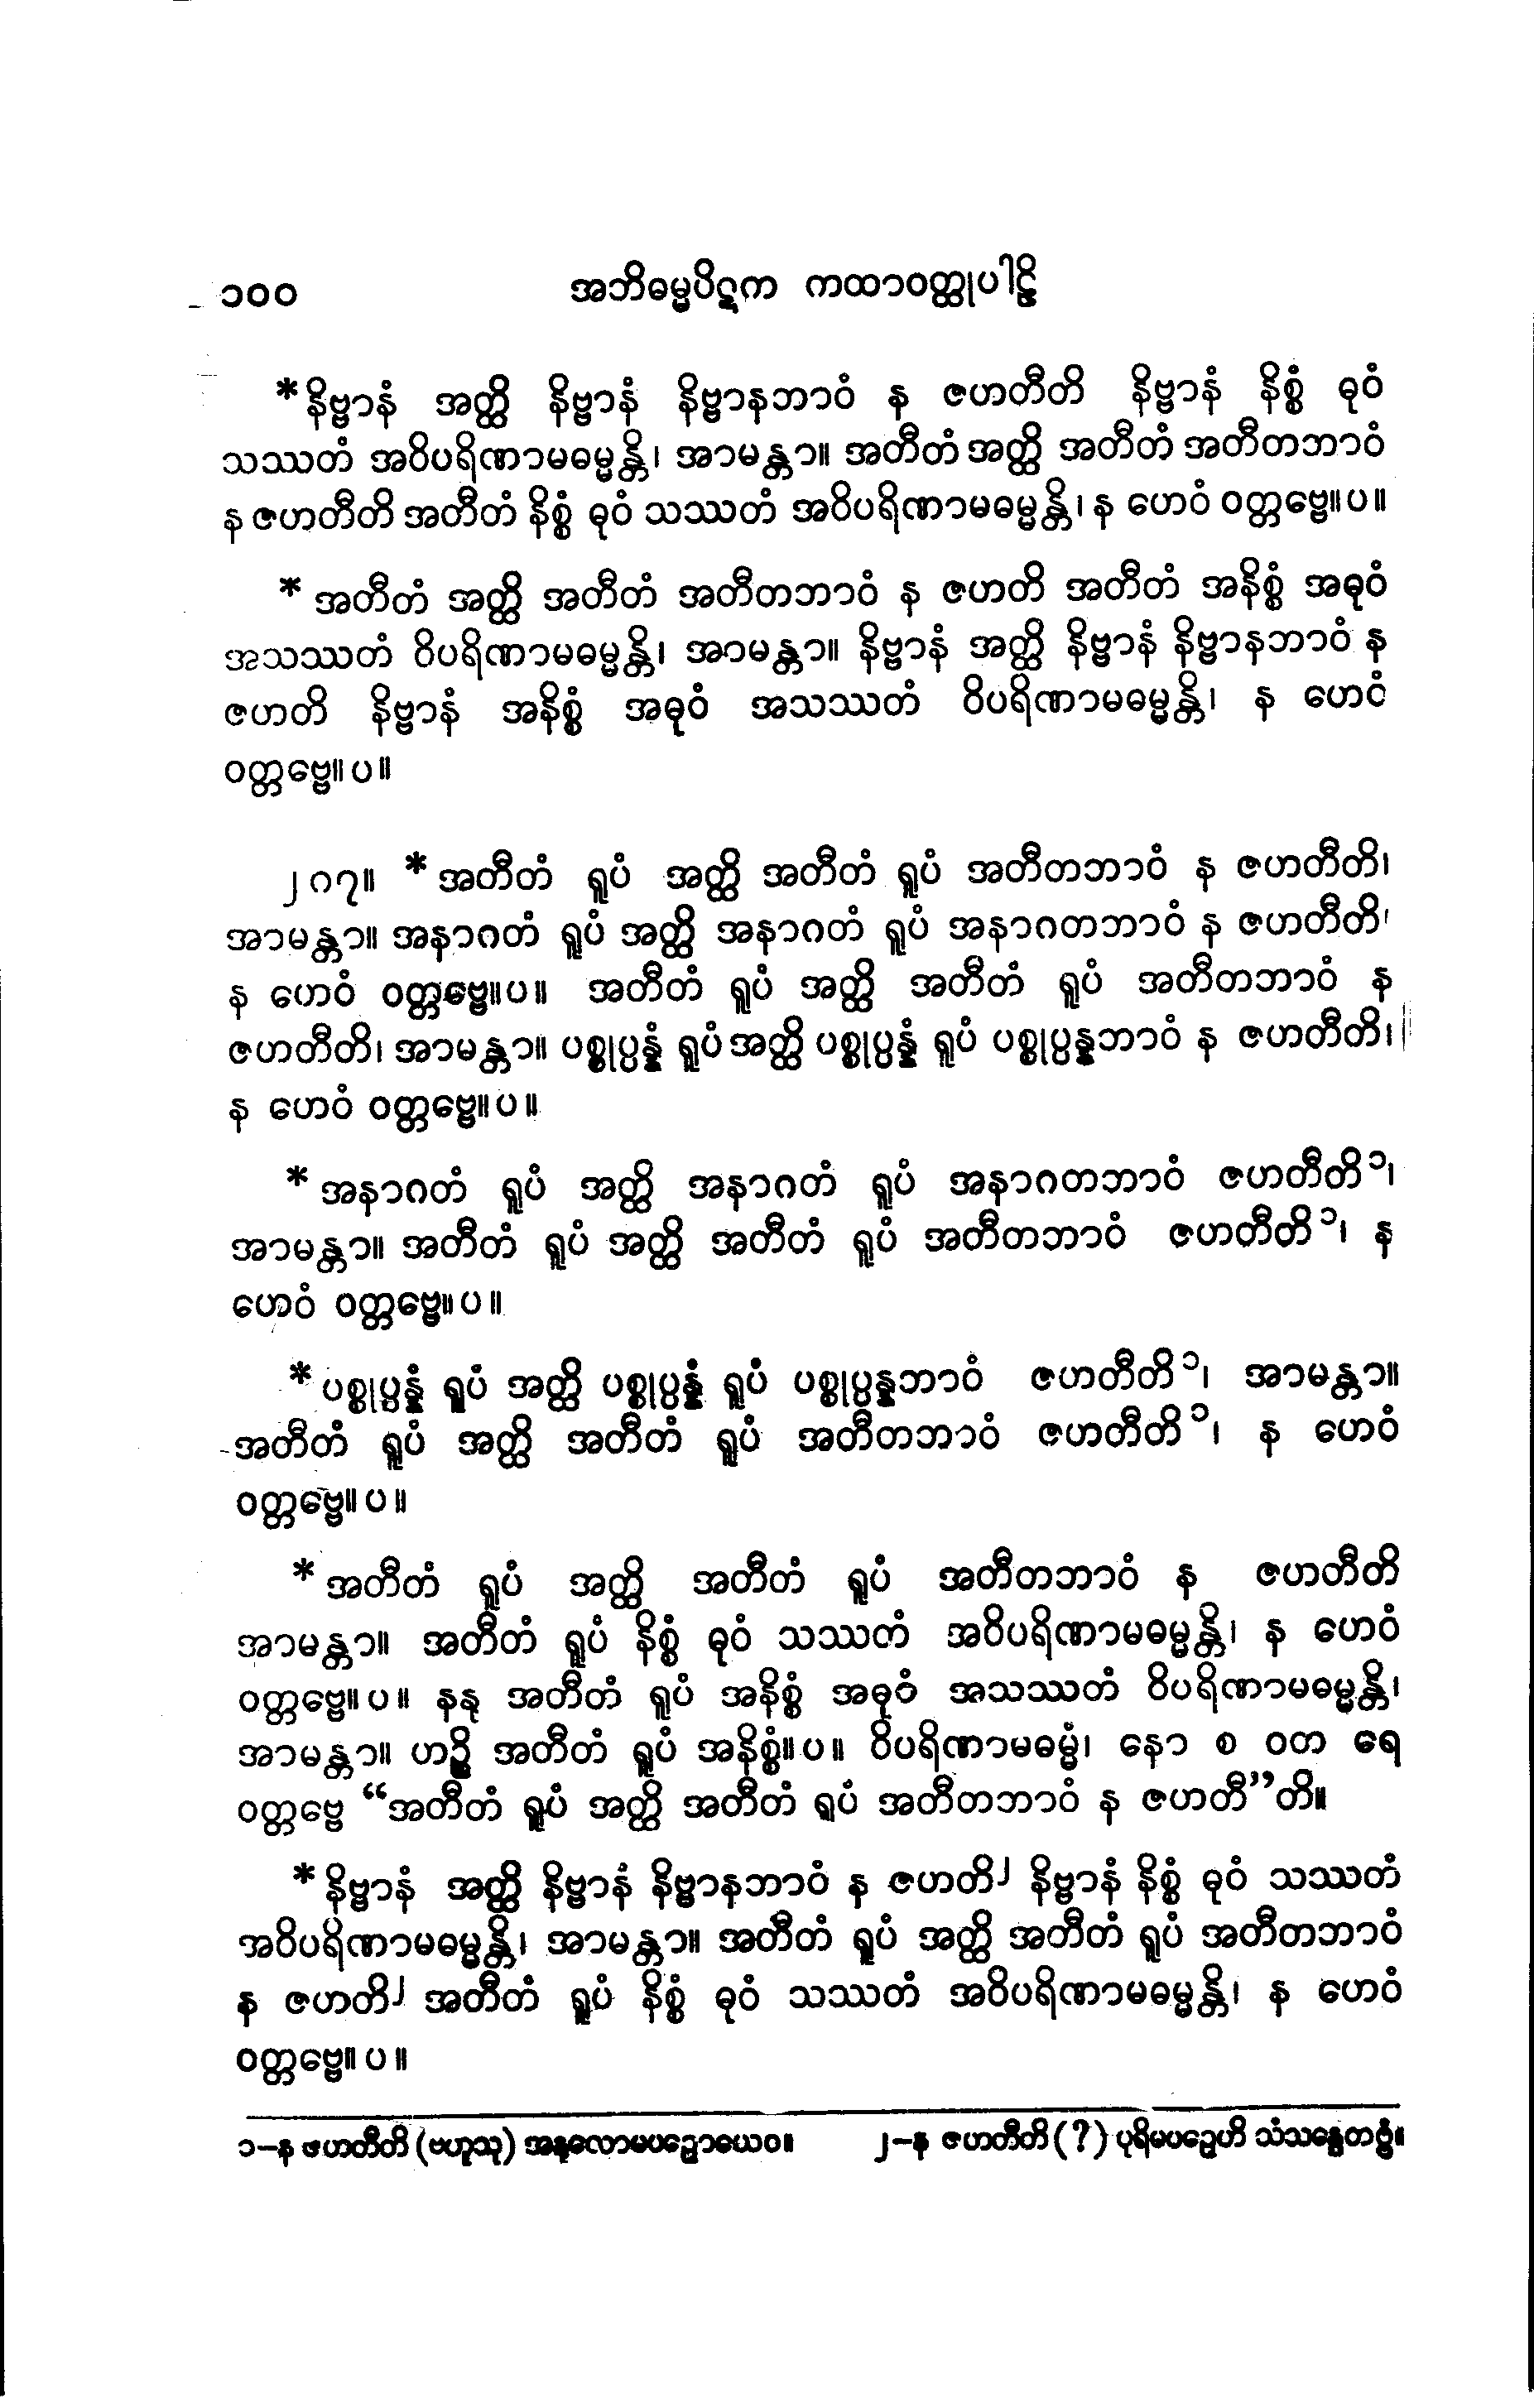 ၁၀၀ အဘိဓမ္မပိဋက ကထာဝတ္ထုပါဠိ
*နိဗ္ဗာနံ အတ္ထိ နိဗ္ဗာနံ နိဗ္ဗာနဘာဝံ န ဇဟတီတိ နိဗ္ဗာနံ နိစ္စံ ဓုဝံ
သဿတံ အဝိပရိဏာမဓမ္မန္တိ၊ အာမန္တာ။ အတီတံ အတ္ထိ အတီတံ အတီတဘာဝံ
န ဇဟတီတိ အတီတံ နိစ္စံ ဓုဝံ သဿတံ အဝိပရိဏာမဓမ္မန္တိ၊ န ဟေဝံ ဝတ္တဗ္ဗေ။ပ။
* အတီတံ အတ္ထိ အတီတံ အတီတဘာဝံ န ဇဟတိ အတီတံ အနိစ္စံ အဓုဝံ
အသဿတံ ဝိပရိဏာမဓမ္မန္တိ၊ အာမန္တာ။ နိဗ္ဗာနံ အတ္ထိ နိဗ္ဗာနံ နိဗ္ဗာနဘာဝံ န
ဇဟတိ နိဗ္ဗာနံ အနိစ္စံ အဓုဝံ အသဿတံ ဝိပရိဏာမဓမ္မန္တိ၊ န ဟေဝံ
ဝတ္တဗ္ဗေ။ပ။
၂၈၇။ * အတီတံ ရူပံ အတ္ထိ အတီတံ ရူပံ အတီတဘာဝံ န ဇဟတီတိ၊
အာမန္တာ။ အနာဂတံ ရူပံ အတ္ထိ အနာဂတံ ရူပံ အနာဂတဘာဝံ န ဇဟတီတိ၊
န ဟေဝံ ဝတ္တဗ္ဗေ။ပ။ အတီတံ ရူပံ အတ္ထိ အတီတံ ရူပံ အတီတဘာဝံ န
ဇဟတီတိ၊ အာမန္တာ။ ပစ္စုပ္ပန္နံ ရူပံ အတ္ထိ ပစ္စုပ္ပန္နံ ရူပံ ပစ္စုပ္ပန္နဘာဝံ န ဇဟတီတိ၊
န ဟေဝံ ဝတ္တဗ္ဗေ။ပ။
* အနာဂတံ ရူပံ အတ္ထိ အနာဂတံ ရူပံ အနာဂတဘာဝံ ဇဟတီတိ၁၊
အာမန္တာ။ အတီတံ ရူပံ အတ္ထိ အတီတံ ရူပံ အတီတဘာဝံ ဇဟတီတိ၁၊ န
ဟေဝံ ဝတ္တဗ္ဗေ။ပ။
* ပစ္စုပ္ပန္နံ ရူပံ အတ္ထိ ပစ္စုပ္ပန္နံ ရူပံ ပစ္စုပ္ပန္နဘာဝံ ဇဟတီတိ၁၊ အာမန္တာ။
အတီတံ ရူပံ အတ္ထိ အတီတံ ရူပံ အတီတဘာဝံ ဇဟတီတိ၁၊ န ဟေဝံ
ဝတ္တဗ္ဗေ။ပ။
* အတီတံ ရူပံ အတ္ထိ အတီတံ ရူပံ အတီတဘာဝံ န ဇဟတီတိ
အာမန္တာ။ အတီတံ ရူပံ နိစ္စံ ဓုဝံ သဿတံ အဝိပရိဏာမဓမ္မန္တိ၊ န ဟေဝံ
ဝတ္တဗ္ဗေ။ပ။ နနု အတီတံ ရူပံ အနိစ္စံ အဓုဝံ အသဿတံ ဝိပရိဏာမဓမ္မန္တိ၊
အာမန္တာ။ ဟဉ္စိ အတီတံ ရူပံ အနိစ္စံ။ပ။ ဝိပရိဏာမဓမ္မံ၊ နော စ ဝတ ရေ
ဝတ္တဗ္ဗေ “အတီတံ ရူပံ အတ္ထိ အတီတံ ရူပံ အတီတဘာဝံ န ဇဟတီ”တိ။
* နိဗ္ဗာနံ အတ္ထိ နိဗ္ဗာနံ နိဗ္ဗာနဘာဝံ န ဇဟတိ၂ နိဗ္ဗာနံ နိစ္စံ ဓုဝံ သဿတံ
အဝိပရိဏာမဓမ္မန္တိ၊ အာမန္တာ။ အတီတံ ရူပံ အတ္ထိ အတီတံ ရူပံ အတီတဘာဝံ
န ဇဟတိ၂ အတီတံ ရူပံ နိစ္စံ ဓုဝံ သဿတံ အဝိပရိဏာမဓမ္မန္တိ၊ န ဟေဝံ
ဝတ္တဗ္ဗေ။ပ။
၁-န ဇဟတီတိ (ဗဟူသု) အနုလောမပဉှောယေဝ။ ၂-န ဇဟတီတိ (?) ပုရိမပဉှေဟိ သံသန္ဒေတဗ္ဗံ။